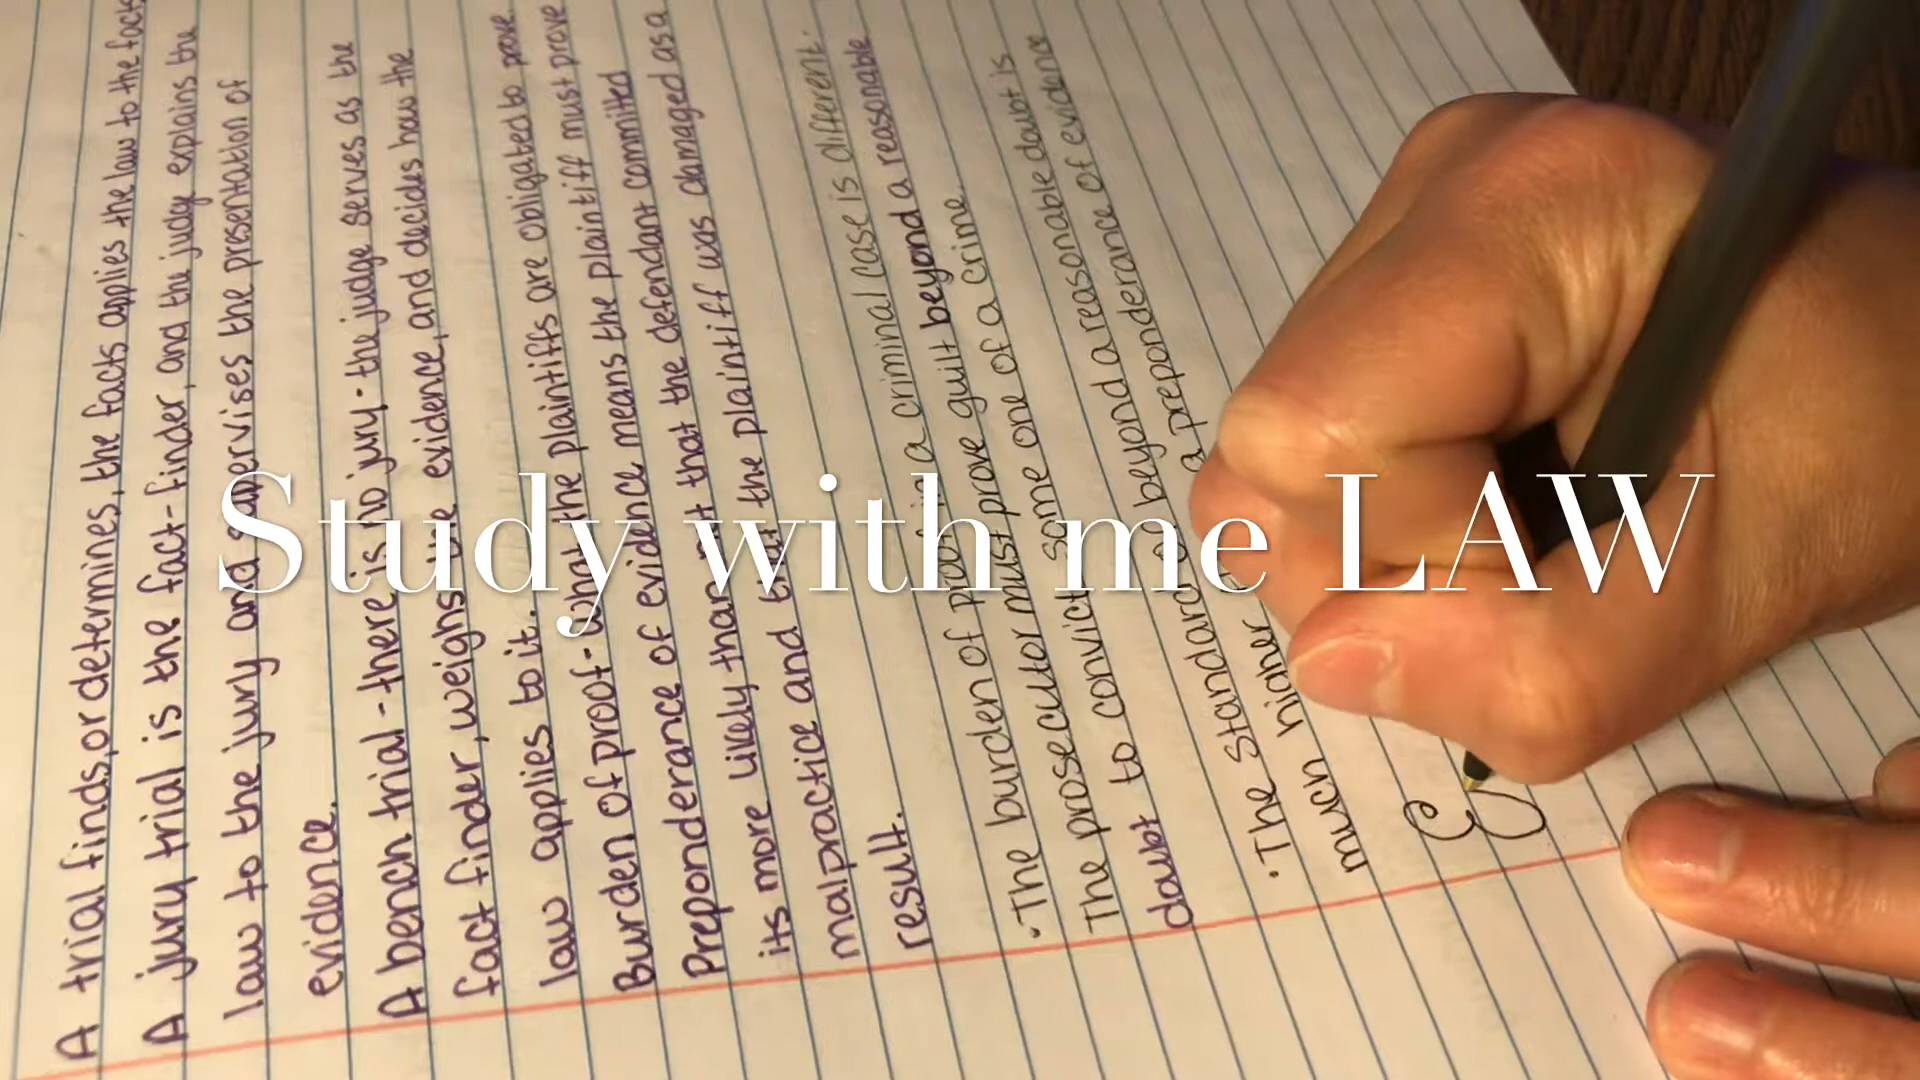 A trial finds, or determines, the facts applies the law to the facts
A jury trial is the fact-finder, and the judge explains the
law to the jury and supervises the presentation of
evidence.
A bench trial - there is no jury - the judge serves as the
fact finder, weighs the evidence, and decides how the
law applies to it.
Burden of proof - what the plaintiffs are obligated to prove
Preponderance of evidence means the plaintiff must prove
its more likely than not that the defendant committed
malpractice and that the plaintiff was damaged as a
result.
• The burden of proof in a criminal case is different.
The prosecutor must prove guilt beyond a reasonable
doubt to convict some one of a crime.
• The standard of beyond a reasonable doubt is
much higher a preponderance of evidence
Study with me LAW